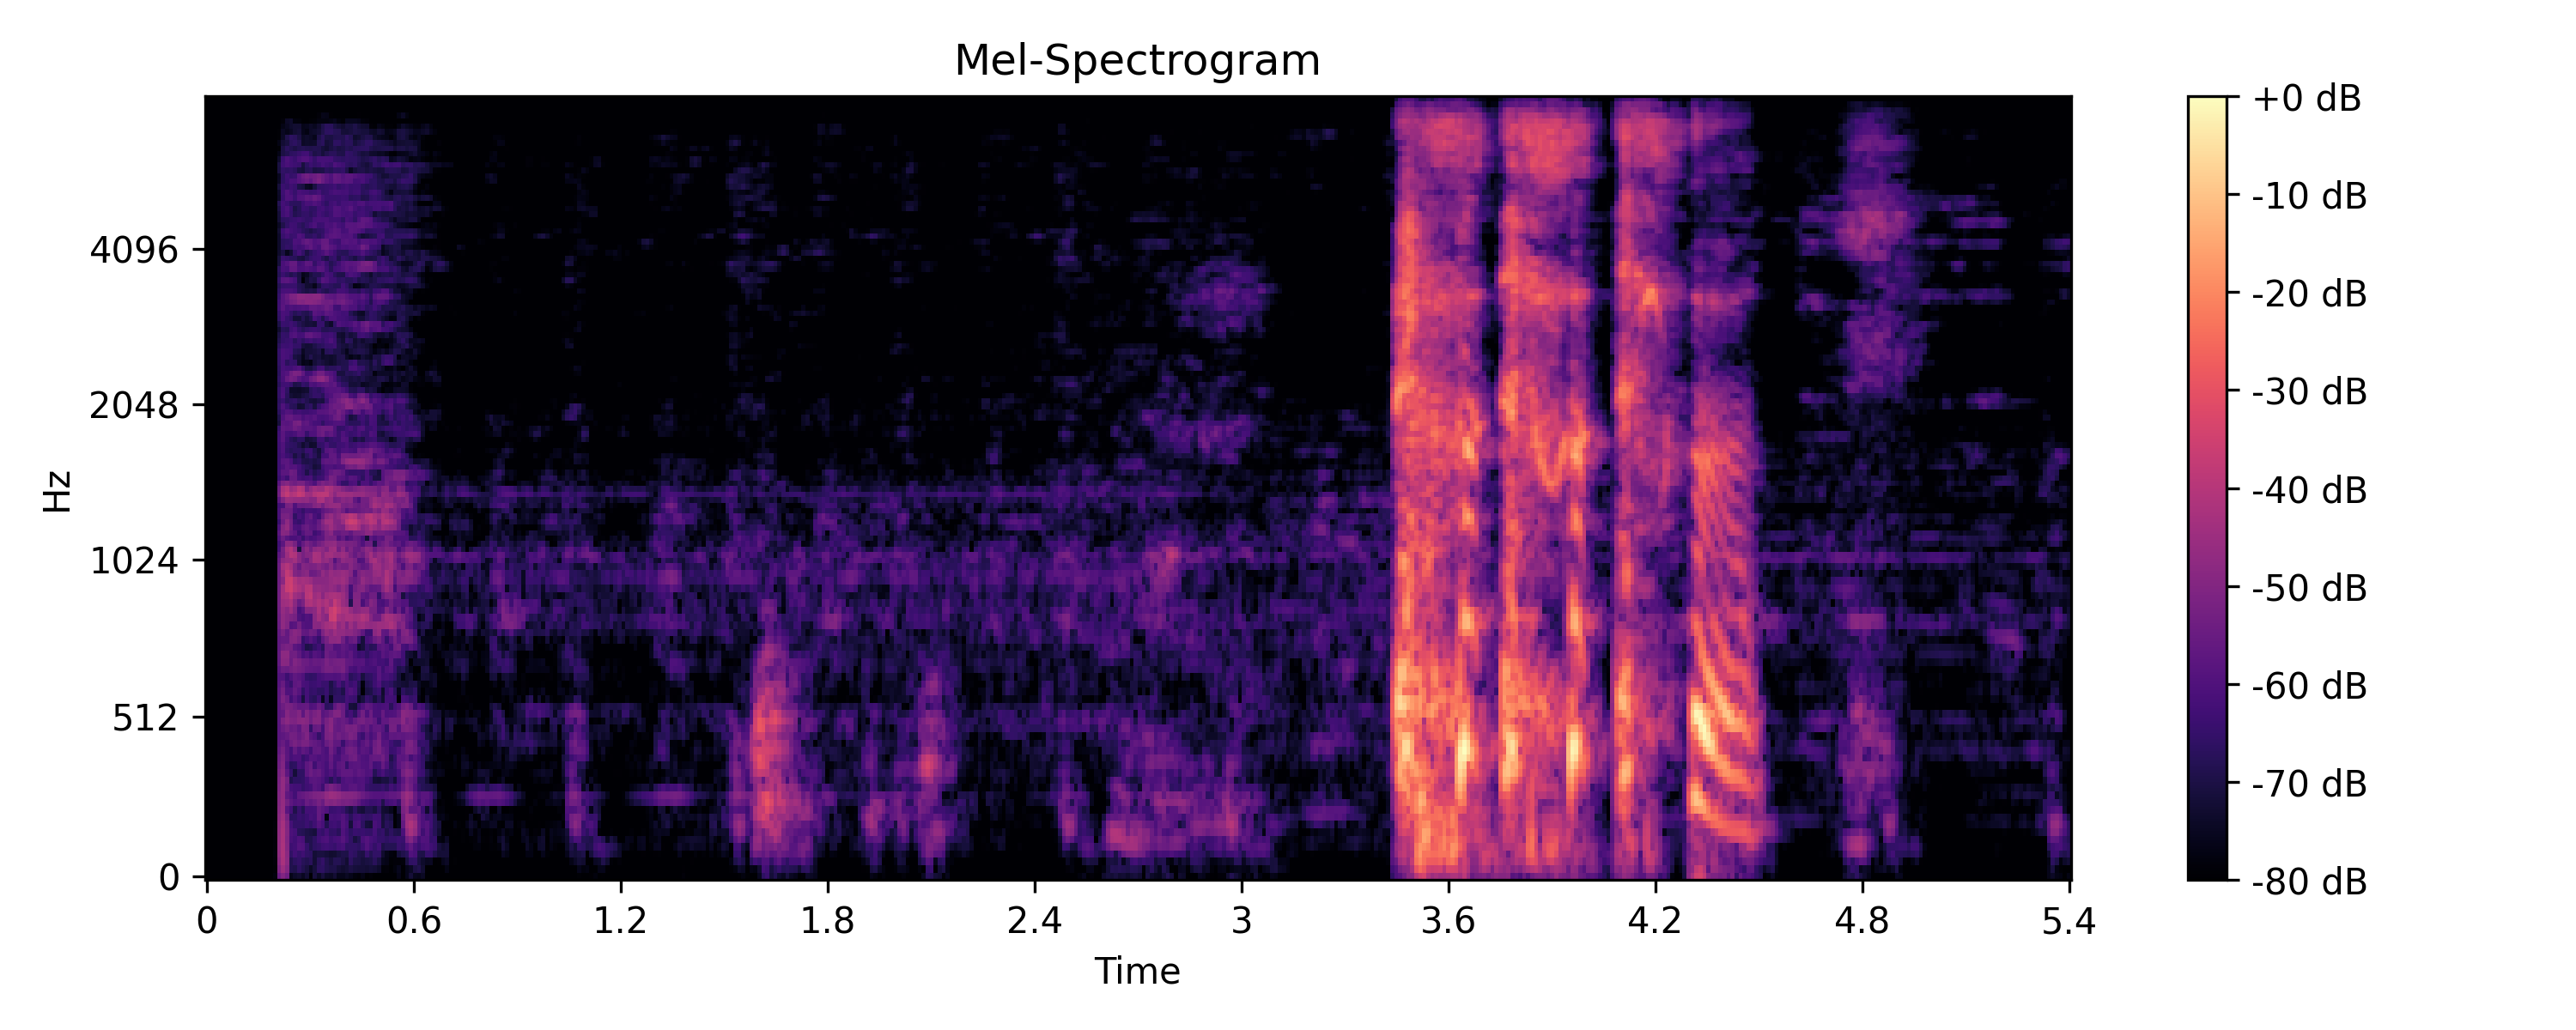 Mel-Spectrogram
+0 dB
-10 dB
-20 dB
-30 dB
-40 dB
-50 dB
-60 dB
-70 dB
-80 dB
Hz
4096
2048
1024
512
0
0 0.6 1.2 1.8 2.4 3 3.6 4.2 4.8 5.4
Time